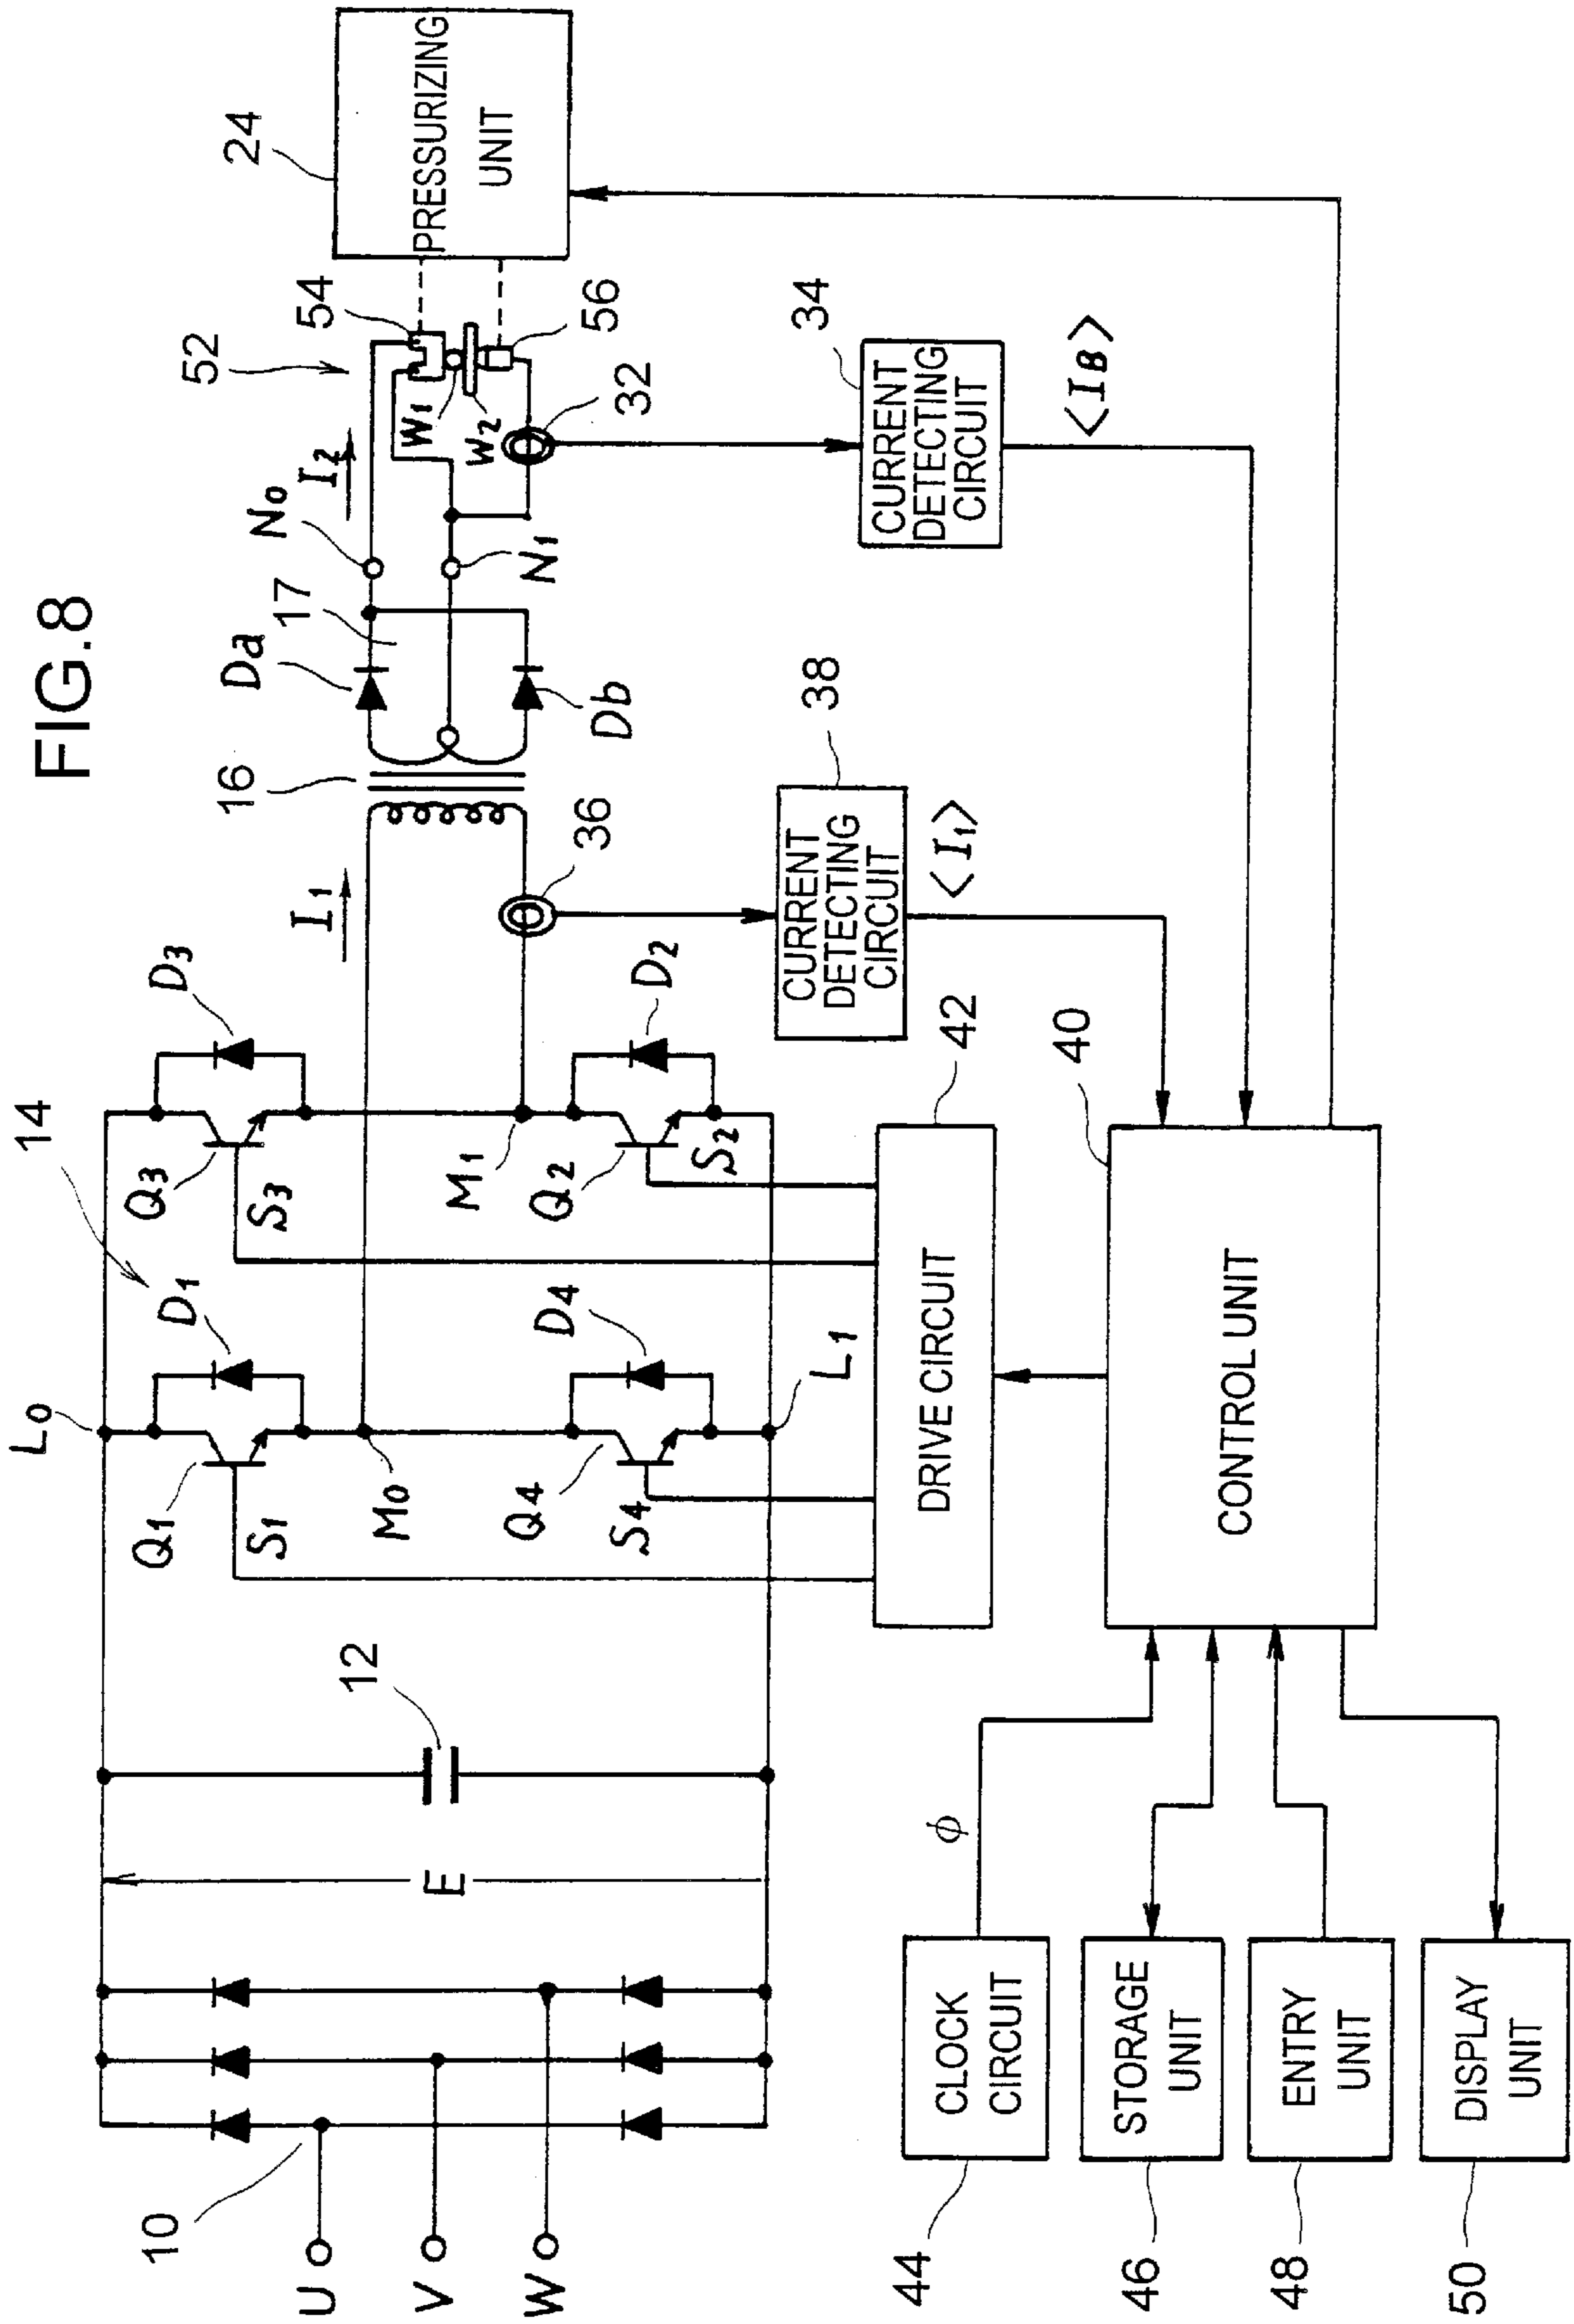 FIG.8
14
L0
Q1
D1
Q3
D3
S1
S3
M0
M1
Q4
D4
Q2
D2
S4
S2
L1
12
E
10
U
V
W
I1
16
Da
17
N0
I2
52
54
24
PRESSURIZING
UNIT
W1
W2
56
32
N1
Db
36
38
CURRENT
DETECTING
CIRCUIT
<I1>
34
CURRENT
DETECTING
CIRCUIT
<IB>
42
DRIVE CIRCUIT
40
CONTROL UNIT
ϕ
44
CLOCK
CIRCUIT
46
STORAGE
UNIT
48
ENTRY
UNIT
50
DISPLAY
UNIT